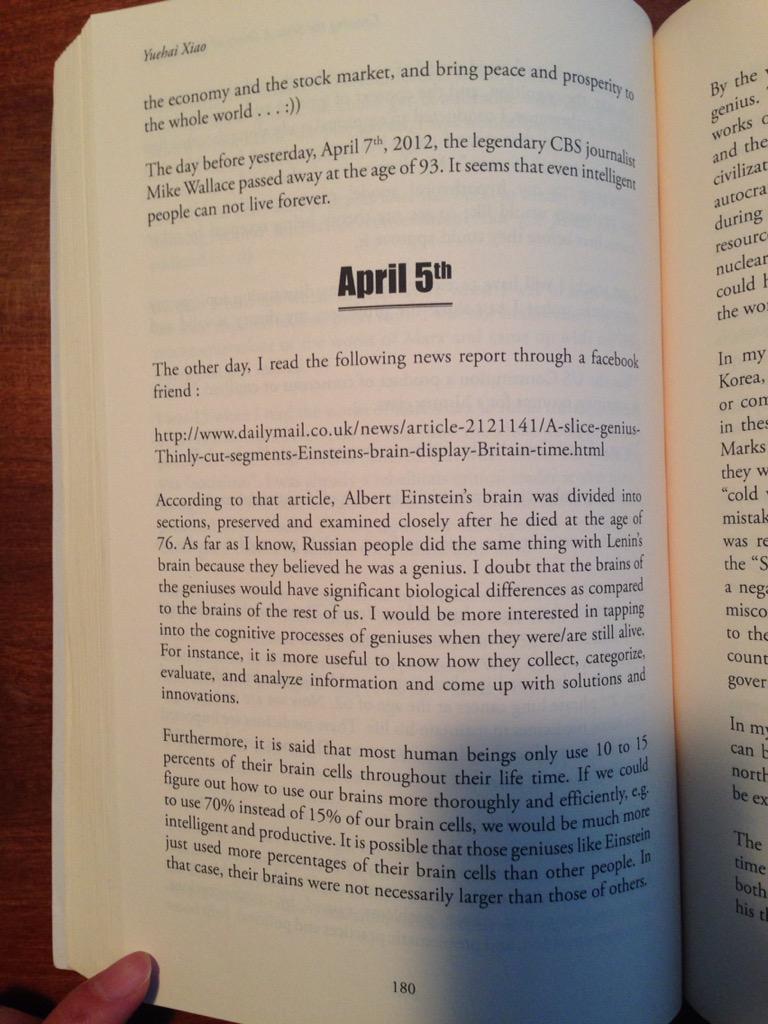 Yuehai Xiao
the economy and the stock market, and bring peace and prosperity to
the whole world . . . :))
The day before yesterday, April 7th, 2012, the legendary CBS journalist
Mike Wallace passed away at the age of 93. It seems that even intelligent
people can not live forever.
April 5th
The other day, I read the following news report through a facebook
friend :
http://www.dailymail.co.uk/news/article-2121141/A-slice-genius-
Thinly-cut-segments-Einsteins-brain-display-Britain-time.html
According to that article, Albert Einstein's brain was divided into
sections, preserved and examined closely after he died at the age of
76. As far as I know, Russian people did the same thing with Lenin's
brain because they believed he was a genius. I doubt that the brains of
the geniuses would have significant biological differences as compared
to the brains of the rest of us. I would be more interested in tapping
into the cognitive processes of geniuses when they were/are still alive.
For instance, it is more useful to know how they collect, categorize,
evaluate, and analyze information and come up with solutions and
innovations.
Furthermore, it is said that most human beings only use 10 to 15
percents of their brain cells throughout their life time. If we could
figure out how to use our brains more thoroughly and efficiently, e.g.
to use 70% instead of 15% of our brain cells, we would be much more
intelligent and productive. It is possible that those geniuses like Einstein
just used more percentages of their brain cells than other people. In
that case, their brains were not necessarily larger than those of others.
180
By the
genius.
works
and the
civilizat
autocra
during
resourc
nuclear
could
the wo
In my
Korea,
or com
in thes
Marks
they w
"cold
mistak
was re
the "S
a nega
misco
to the
count
gover
In my
can b
north
be ex
The
time
both
his t